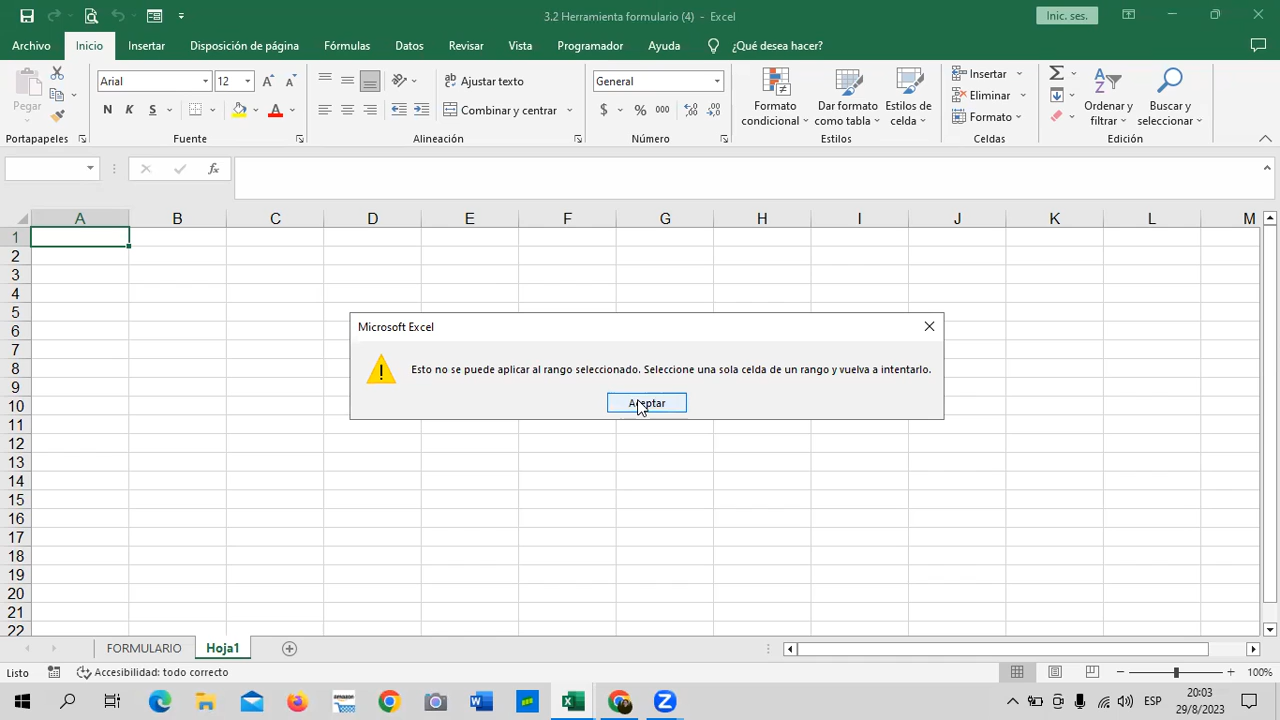 3.2 Herramienta formulario (4) - Excel
Inic. ses.
Archivo Inicio Insertar Disposición de página Fórmulas Datos Revisar Vista Programador Ayuda ¿Qué desea hacer?
Pegar
Arial 12
N K S
Ajustar texto
Combinar y centrar
General
$ % 000
Formato condicional
Dar formato como tabla
Estilos de celda
Insertar
Eliminar
Formato
Ordenar y filtrar
Buscar y seleccionar
Portapapeles Fuente Alineación Número Estilos Celdas Edición
fx
A B C D E F G H I J K L M
1
2
3
4
5
6
7
8
9
10
11
12
13
14
15
16
17
18
19
20
21
22
Microsoft Excel
Esto no se puede aplicar al rango seleccionado. Seleccione una sola celda de un rango y vuelva a intentarlo.
Aceptar
FORMULARIO Hoja1
Listo Accesibilidad: todo correcto 100%
amazon
ESP
20:03
29/8/2023